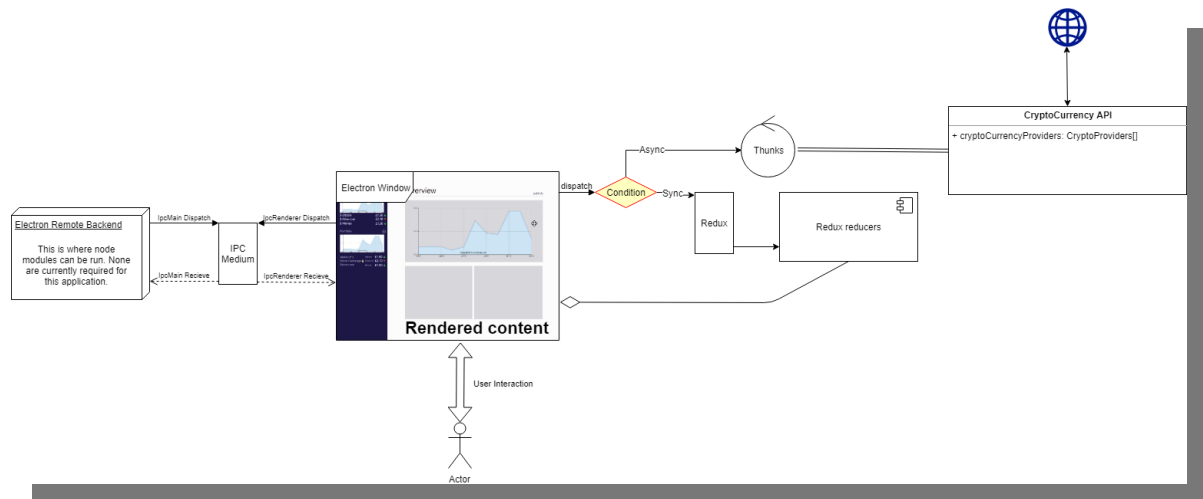 CryptoCurrency API
+ cryptoCurrencyProviders: CryptoProviders[]
Async
Thunks
Electron Window
erview
dispatch
Condition
Sync
Redux
Redux reducers
Electron Remote Backend
This is where node
modules can be run. None
are currently required for
this application.
IpcMain Dispatch
IpcRenderer Dispatch
IPC
Medium
IpcMain Recieve
IpcRenderer Recieve
Rendered content
User Interaction
Actor